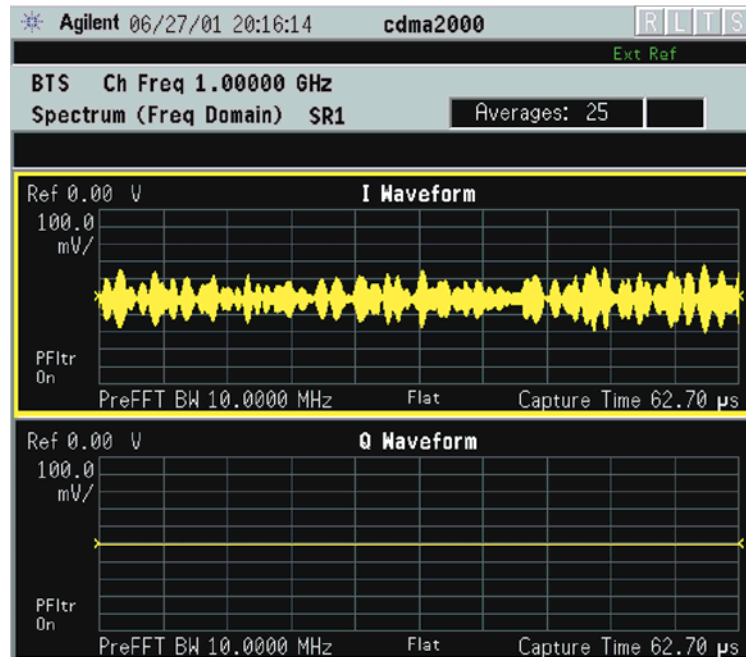 Agilent 06/27/01 20:16:14 cdma2000 R L T S
Ext Ref
BTS Ch Freq 1.00000 GHz
Spectrum (Freq Domain) SR1 Averages: 25
Ref 0.00 V I Waveform
100.0
mV/
PFltr
On
PreFFT BW 10.0000 MHz Flat Capture Time 62.70 µs
Ref 0.00 V Q Waveform
100.0
mV/
PFltr
On
PreFFT BW 10.0000 MHz Flat Capture Time 62.70 µs